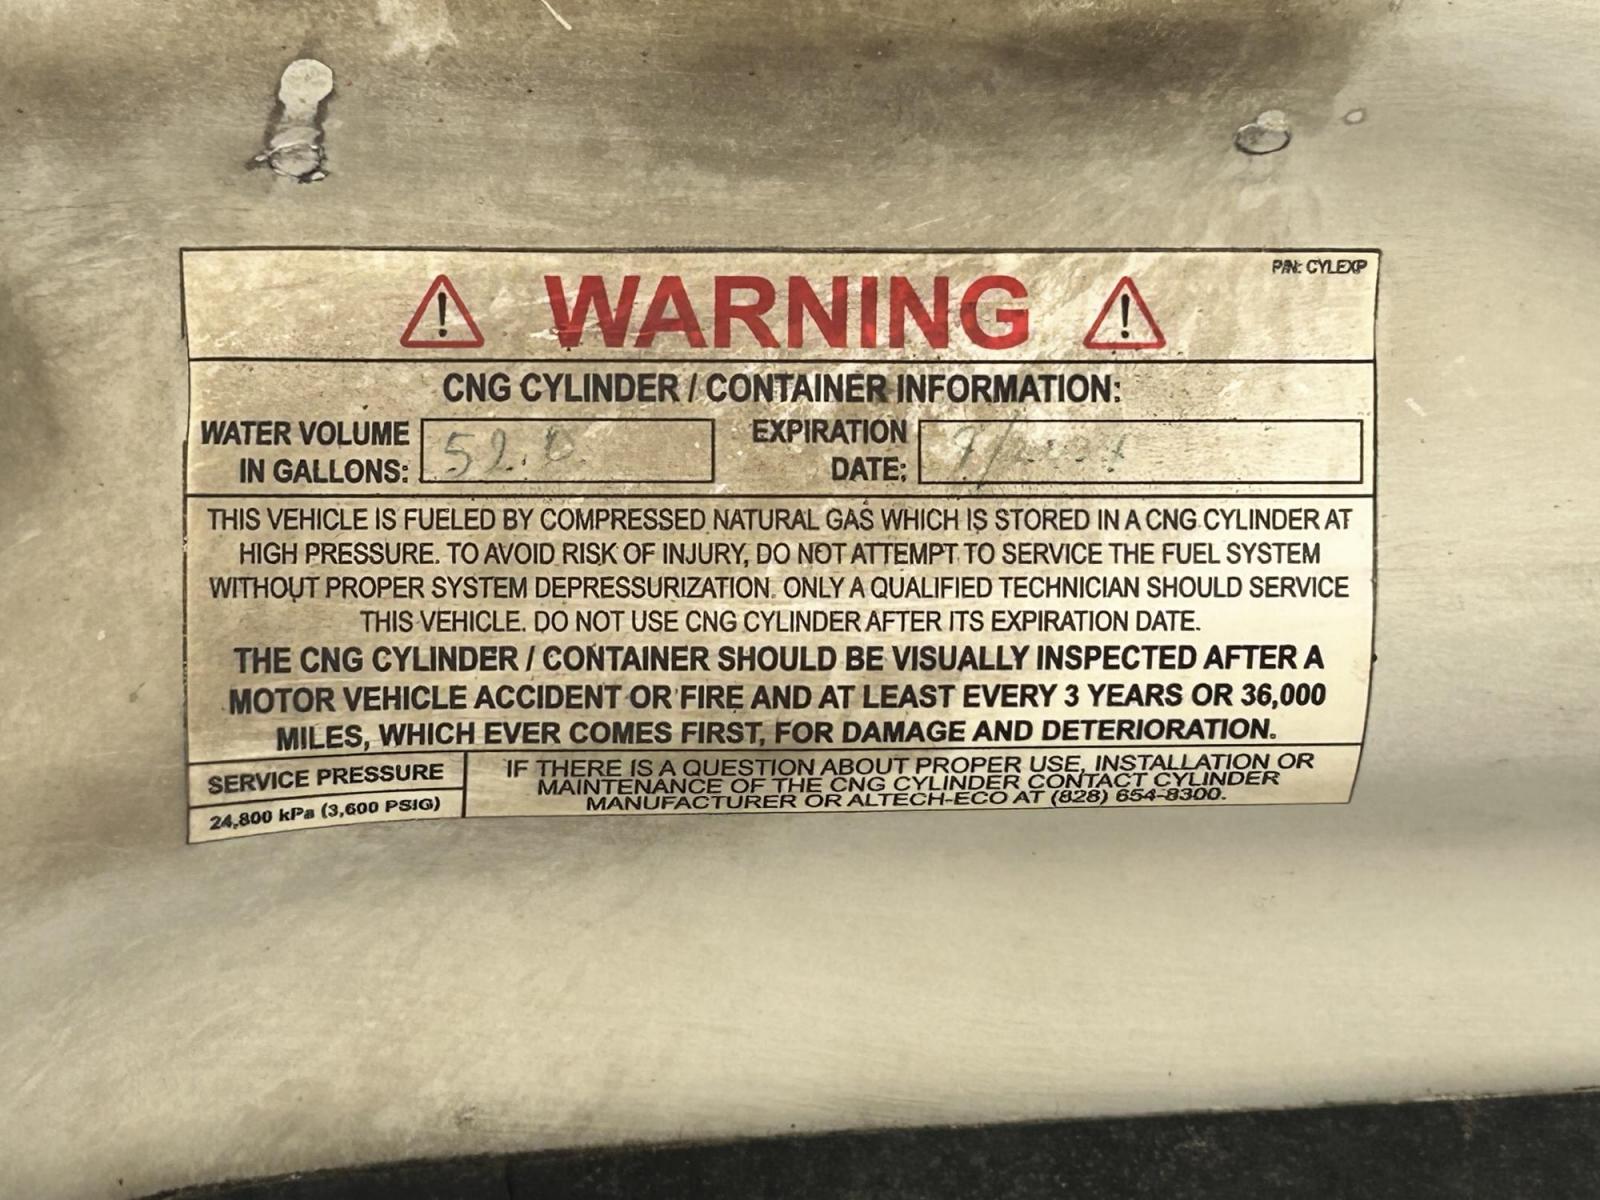 P/N: CYLEXP
WARNING
CNG CYLINDER / CONTAINER INFORMATION:
WATER VOLUME
IN GALLONS:
EXPIRATION
DATE:
THIS VEHICLE IS FUELED BY COMPRESSED NATURAL GAS WHICH IS STORED IN A CNG CYLINDER AT
HIGH PRESSURE. TO AVOID RISK OF INJURY, DO NOT ATTEMPT TO SERVICE THE FUEL SYSTEM
WITHOUT PROPER SYSTEM DEPRESSURIZATION. ONLY A QUALIFIED TECHNICIAN SHOULD SERVICE
THIS VEHICLE. DO NOT USE CNG CYLINDER AFTER ITS EXPIRATION DATE.
THE CNG CYLINDER / CONTAINER SHOULD BE VISUALLY INSPECTED AFTER A
MOTOR VEHICLE ACCIDENT OR FIRE AND AT LEAST EVERY 3 YEARS OR 36,000
MILES, WHICH EVER COMES FIRST, FOR DAMAGE AND DETERIORATION.
SERVICE PRESSURE
24,800 kPa (3,600 PSIG)
IF THERE IS A QUESTION ABOUT PROPER USE, INSTALLATION OR
MAINTENANCE OF THE CNG CYLINDER CONTACT CYLINDER
MANUFACTURER OR ALTECH-ECO AT (828) 654-8300.